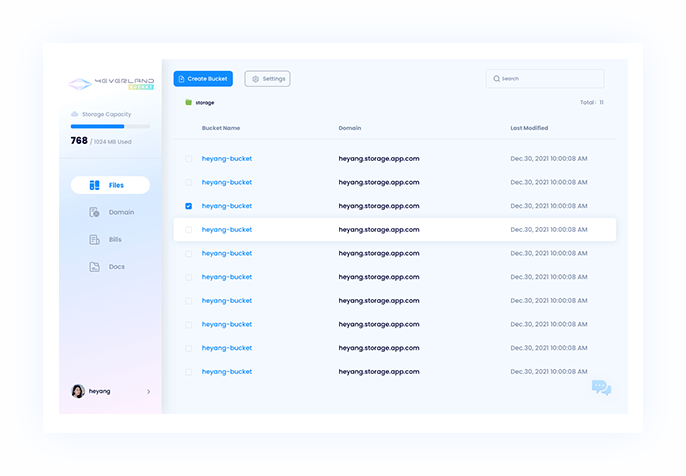 4EVERLAND
BUCKET
Storage Capacity
768 / 1024 MB Used
Files
Domain
Bills
Docs
heyang
Create Bucket
Settings
Search
storage
Total: 11
Bucket Name Domain Last Modified
heyang-bucket heyang.storage.app.com Dec.30, 2021 10:00:08 AM
heyang-bucket heyang.storage.app.com Dec.30, 2021 10:00:08 AM
heyang-bucket heyang.storage.app.com Dec.30, 2021 10:00:08 AM
heyang-bucket heyang.storage.app.com Dec.30, 2021 10:00:08 AM
heyang-bucket heyang.storage.app.com Dec.30, 2021 10:00:08 AM
heyang-bucket heyang.storage.app.com Dec.30, 2021 10:00:08 AM
heyang-bucket heyang.storage.app.com Dec.30, 2021 10:00:08 AM
heyang-bucket heyang.storage.app.com Dec.30, 2021 10:00:08 AM
heyang-bucket heyang.storage.app.com Dec.30, 2021 10:00:08 AM
heyang-bucket heyang.storage.app.com Dec.30, 2021 10:00:08 AM